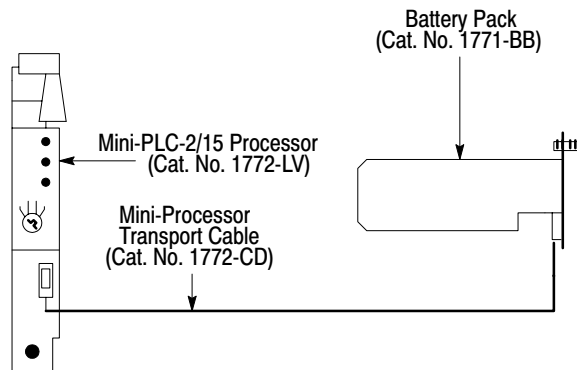 Battery Pack
(Cat. No. 1771-BB)
Mini-PLC-2/15 Processor
(Cat. No. 1772-LV)
Mini-Processor
Transport Cable
(Cat. No. 1772-CD)